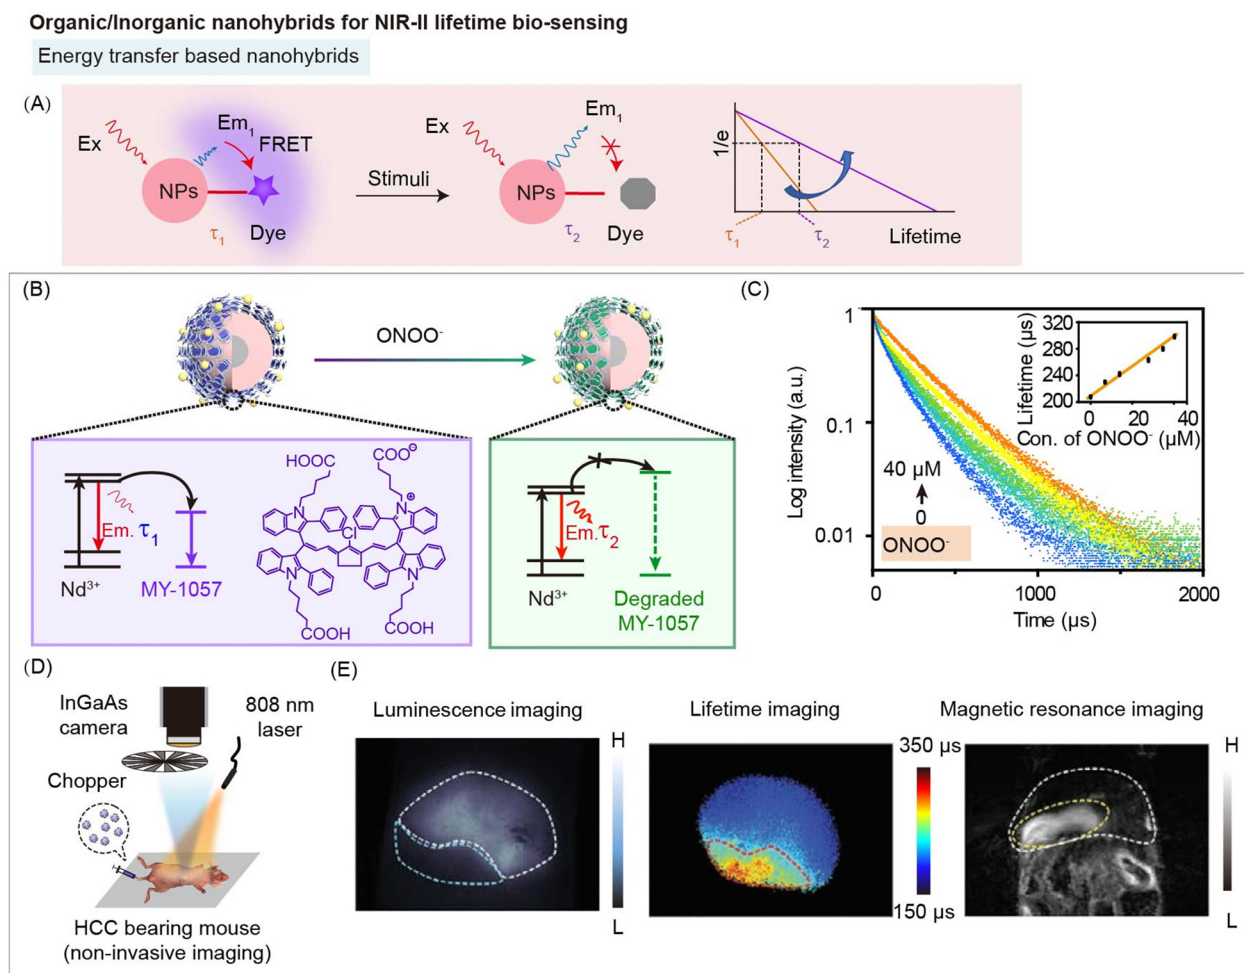 Organic/Inorganic nanohybrids for NIR-II lifetime bio-sensing
Energy transfer based nanohybrids
(A)
Ex
Em₁
FRET
NPs
τ₁
Dye
Stimuli
Ex
Em₁
NPs
τ₂
Dye
1/e
τ₁
τ₂
Lifetime
(B)
ONOO⁻
HOOC
COO⊖
⊕
N
N
Cl
N
N
COOH
COOH
Em. τ₁
Nd³⁺
MY-1057
Em. τ₂
Nd³⁺
Degraded
MY-1057
(C)
Log intensity (a.u.)
1
0.1
0.01
0
1000
2000
Time (µs)
40 µM
0
ONOO⁻
Lifetime (µs)
320
280
240
200
0
20
40
Con. of ONOO⁻ (µM)
(D)
InGaAs
camera
808 nm
laser
Chopper
HCC bearing mouse
(non-invasive imaging)
(E)
Luminescence imaging
H
L
Lifetime imaging
350 µs
150 µs
Magnetic resonance imaging
H
L